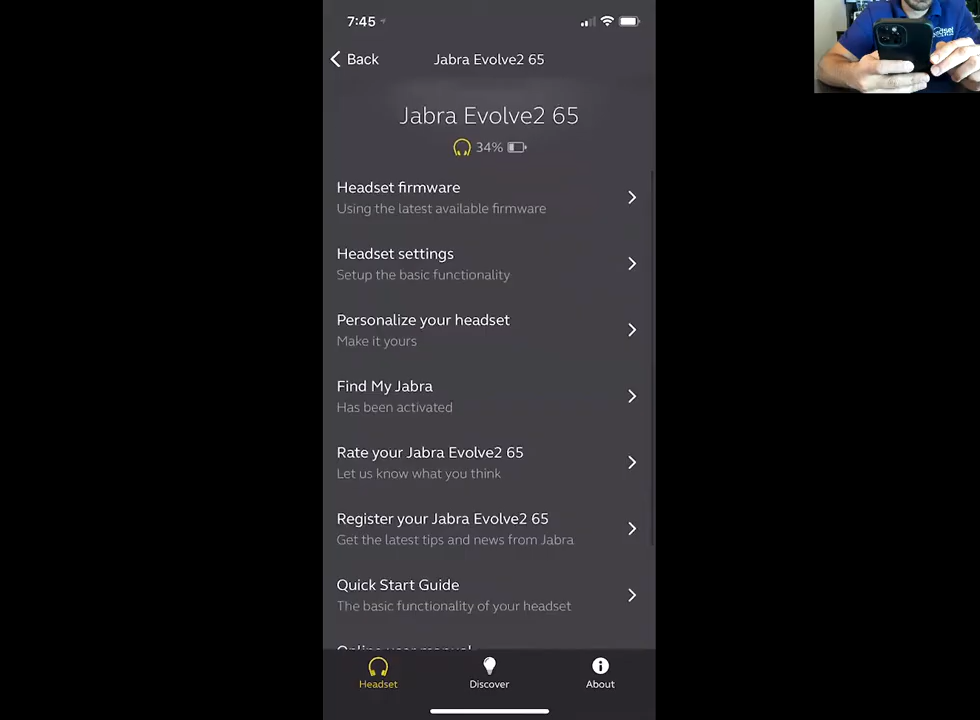 7:45
Back
Jabra Evolve2 65
Jabra Evolve2 65
34%
Headset firmware
Using the latest available firmware
Headset settings
Setup the basic functionality
Personalize your headset
Make it yours
Find My Jabra
Has been activated
Rate your Jabra Evolve2 65
Let us know what you think
Register your Jabra Evolve2 65
Get the latest tips and news from Jabra
Quick Start Guide
The basic functionality of your headset
Online user manual
Headset
Discover
About